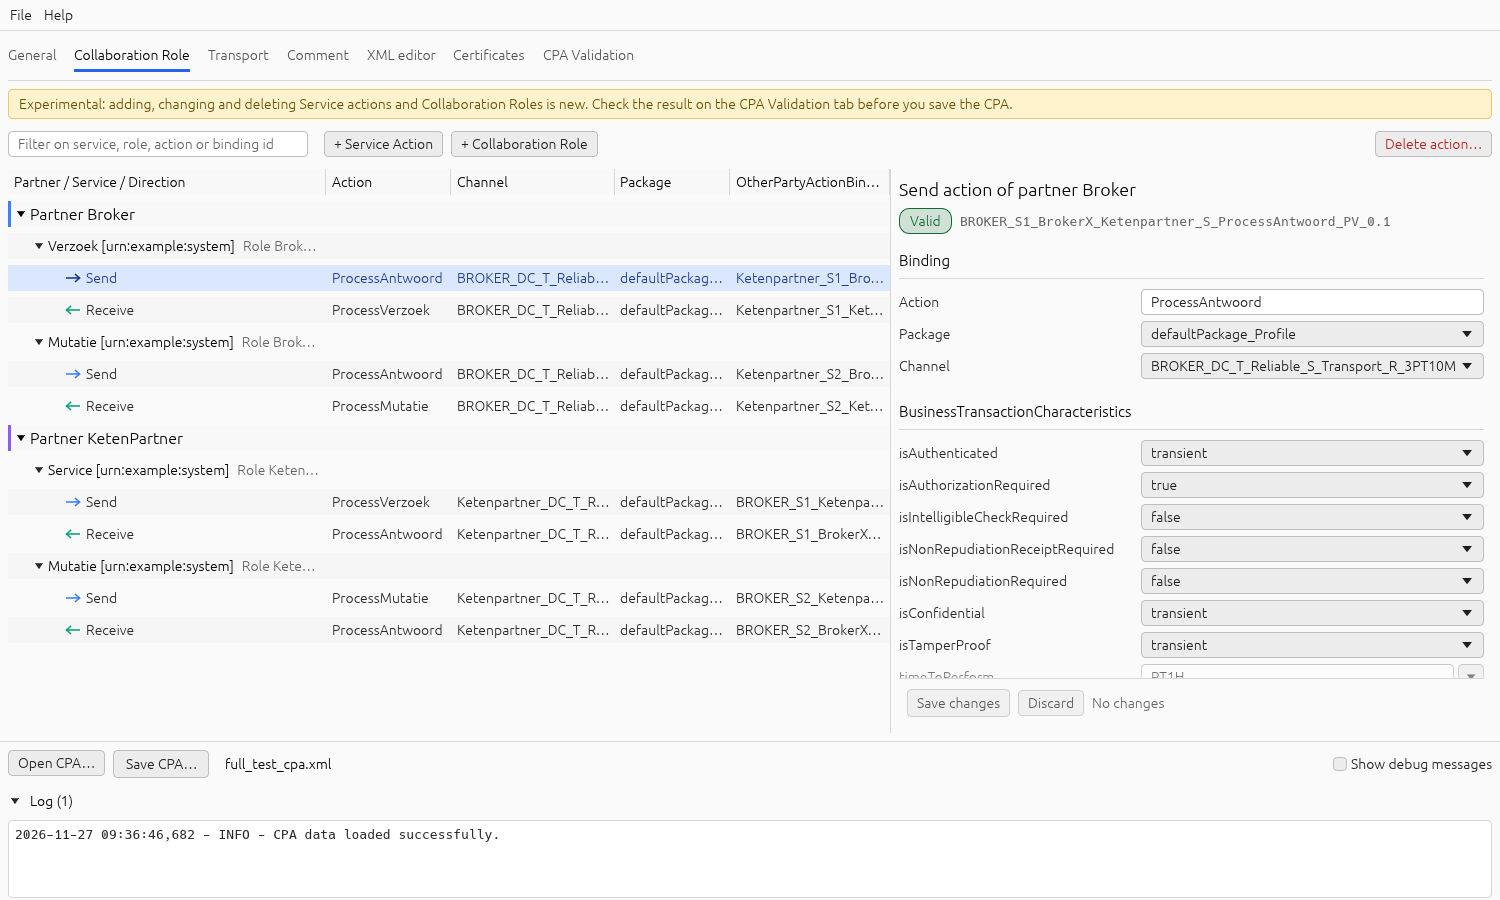 File Help
General Collaboration Role Transport Comment XML editor Certificates CPA Validation
Experimental: adding, changing and deleting Service actions and Collaboration Roles is new. Check the result on the CPA Validation tab before you save the CPA.
Filter on service, role, action or binding id + Service Action + Collaboration Role Delete action...
Partner / Service / Direction Action Channel Package OtherPartyActionBin...
Partner Broker
Verzoek [urn:example:system] Role Brok...
Send ProcessAntwoord BROKER_DC_T_Reliab... defaultPackag... Ketenpartner_S1_Bro...
Receive ProcessVerzoek BROKER_DC_T_Reliab... defaultPackag... Ketenpartner_S1_Ket...
Mutatie [urn:example:system] Role Brok...
Send ProcessAntwoord BROKER_DC_T_Reliab... defaultPackag... Ketenpartner_S2_Bro...
Receive ProcessMutatie BROKER_DC_T_Reliab... defaultPackag... Ketenpartner_S2_Ket...
Partner KetenPartner
Service [urn:example:system] Role Keten...
Send ProcessVerzoek Ketenpartner_DC_T_R... defaultPackag... BROKER_S1_Ketenpa...
Receive ProcessAntwoord Ketenpartner_DC_T_R... defaultPackag... BROKER_S1_BrokerX...
Mutatie [urn:example:system] Role Kete...
Send ProcessMutatie Ketenpartner_DC_T_R... defaultPackag... BROKER_S2_Ketenpa...
Receive ProcessAntwoord Ketenpartner_DC_T_R... defaultPackag... BROKER_S2_BrokerX...
Send action of partner Broker
Valid BROKER_S1_BrokerX_Ketenpartner_S_ProcessAntwoord_PV_0.1
Binding
Action ProcessAntwoord
Package defaultPackage_Profile
Channel BROKER_DC_T_Reliable_S_Transport_R_3PT10M
BusinessTransactionCharacteristics
isAuthenticated transient
isAuthorizationRequired true
isIntelligibleCheckRequired false
isNonRepudiationReceiptRequired false
isNonRepudiationRequired false
isConfidential transient
isTamperProof transient
timeToPerform PT1H
Save changes Discard No changes
Open CPA... Save CPA... full_test_cpa.xml Show debug messages
Log (1)
2026-11-27 09:36:46,682 - INFO - CPA data loaded successfully.